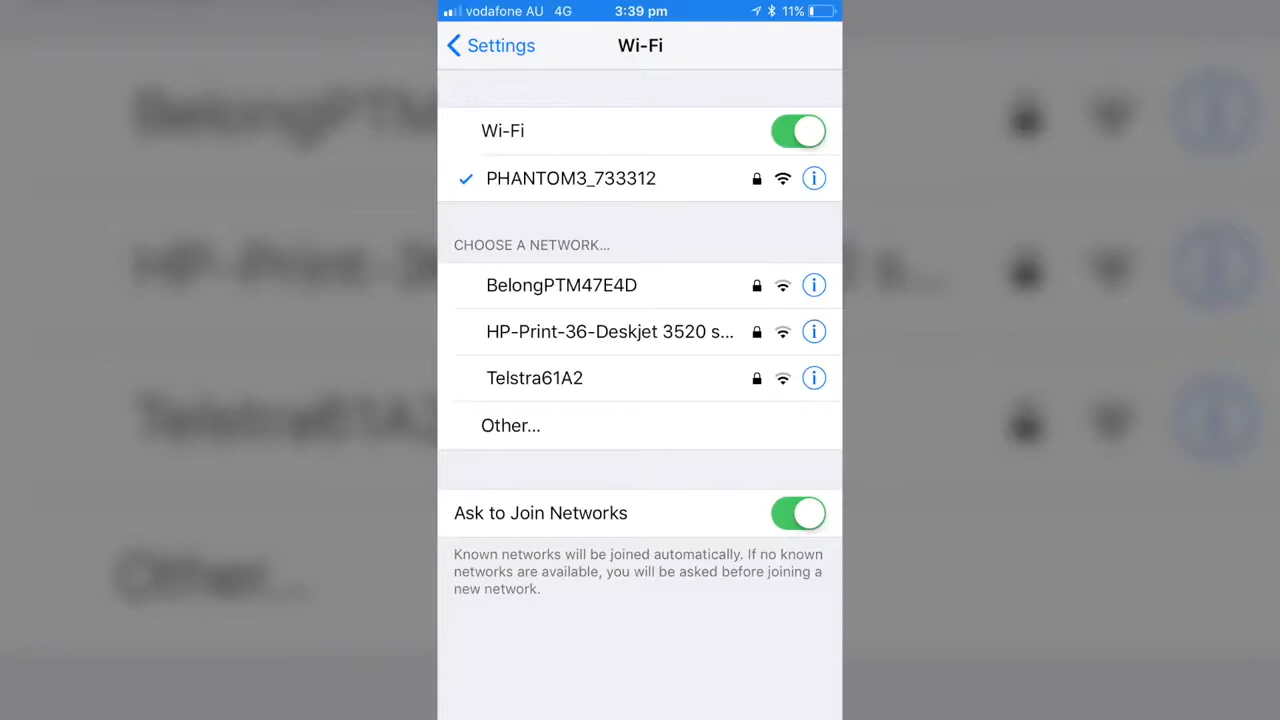 vodafone AU 4G 3:39 pm 11%
Settings Wi-Fi
Wi-Fi
PHANTOM3_733312
CHOOSE A NETWORK...
BelongPTM47E4D
HP-Print-36-Deskjet 3520 s...
Telstra61A2
Other...
Ask to Join Networks
Known networks will be joined automatically. If no known
networks are available, you will be asked before joining a
new network.